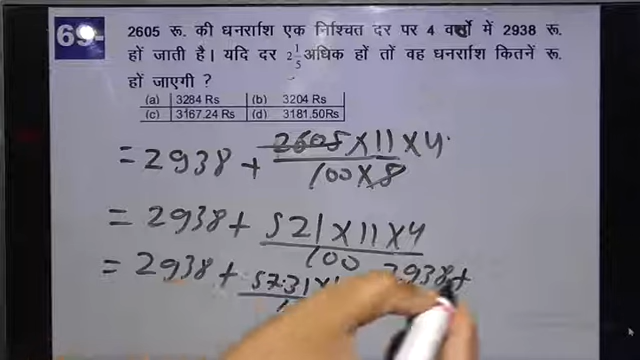 69- 2605 रू. की धनराशि एक निश्चित दर पर 4 वर्षो में 2938 रू.
हों जाती है। यदि दर 2 1/5 अधिक हों तों वह धनराशि कितनें रू.
हों जाएगी ?
(a) 3284 Rs (b) 3204 Rs
(c) 3167.24 Rs (d) 3181.50Rs
= 2938 + 2605 × 11 × 4 / 100 × 5
= 2938 + 521 × 11 × 4 / 100
= 2938 + 5731 × 2938 +